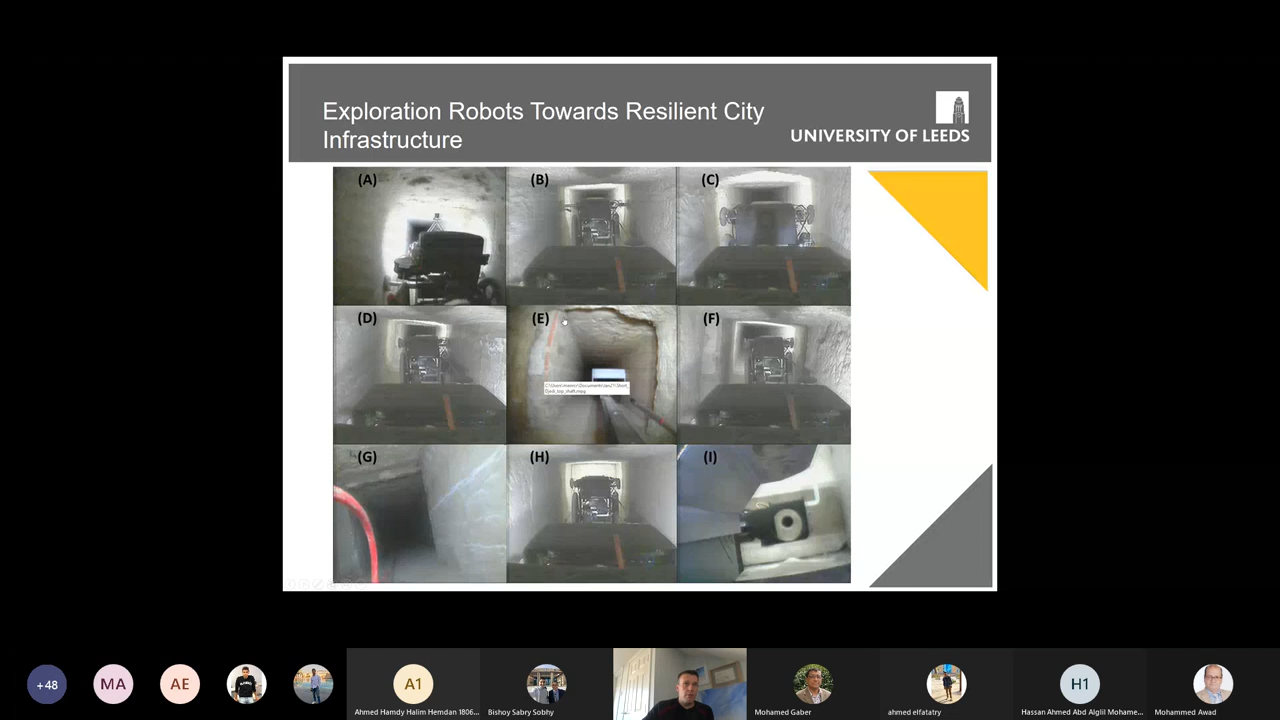 Exploration Robots Towards Resilient City
Infrastructure
UNIVERSITY OF LEEDS
(A)
(B)
(C)
(D)
(E)
(F)
(G)
(H)
(I)
+48
MA
AE
A1
Ahmed Hamdy Halim Hemdan 1806...
Bishoy Sabry Sobhy
Mohamed Gaber
ahmed elfatatry
H1
Hassan Ahmed Abd Alglil Mohame...
Mohammed Awad